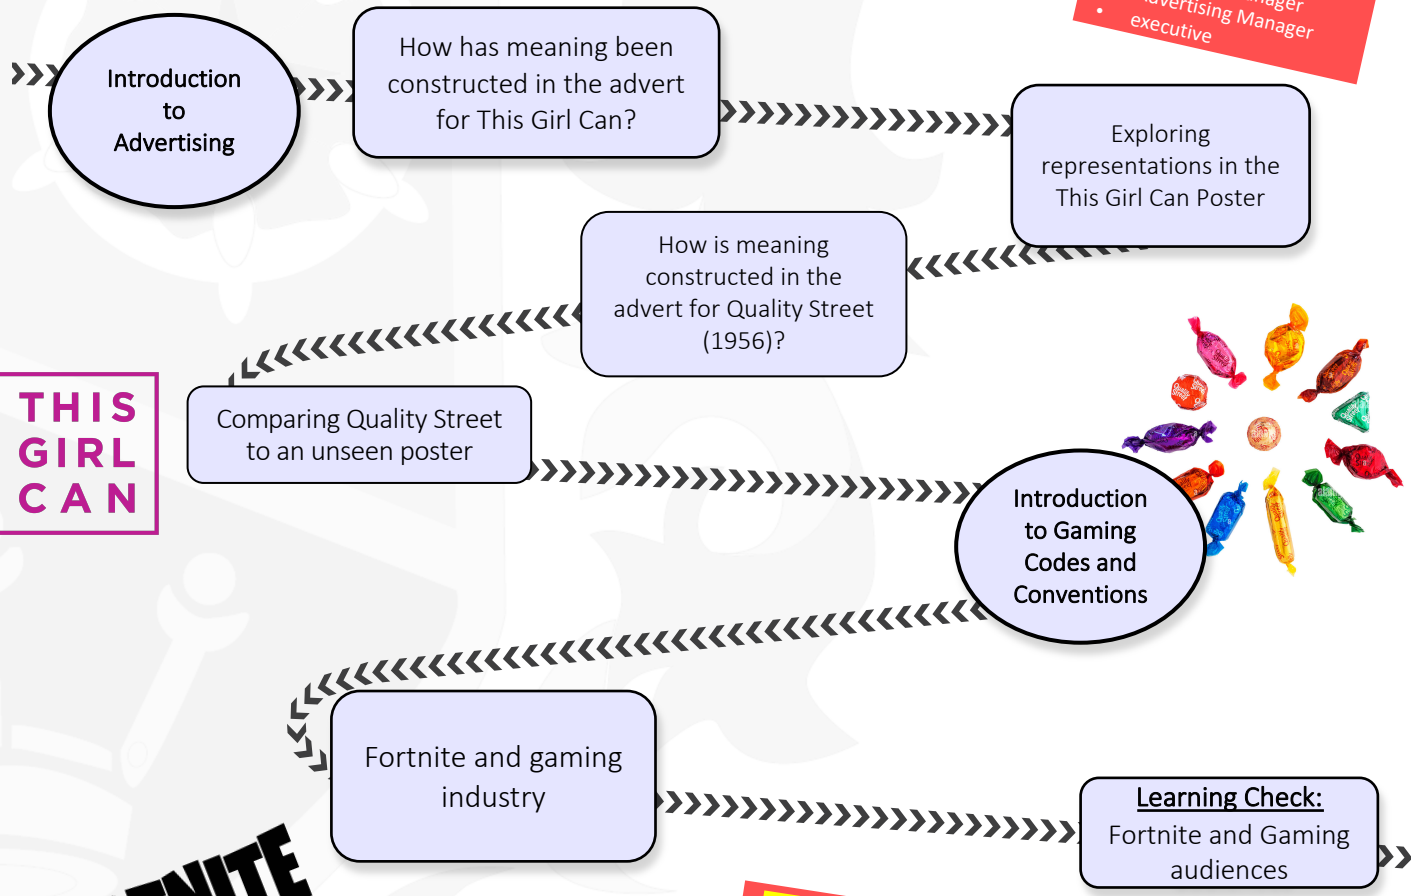 Manager
Advertising Manager
executive
Introduction
to
Advertising
How has meaning been
constructed in the advert
for This Girl Can?
Exploring
representations in the
This Girl Can Poster
How is meaning
constructed in the
advert for Quality Street
(1956)?
THIS
GIRL
CAN
Comparing Quality Street
to an unseen poster
Introduction
to Gaming
Codes and
Conventions
Fortnite and gaming
industry
Learning Check:
Fortnite and Gaming
audiences